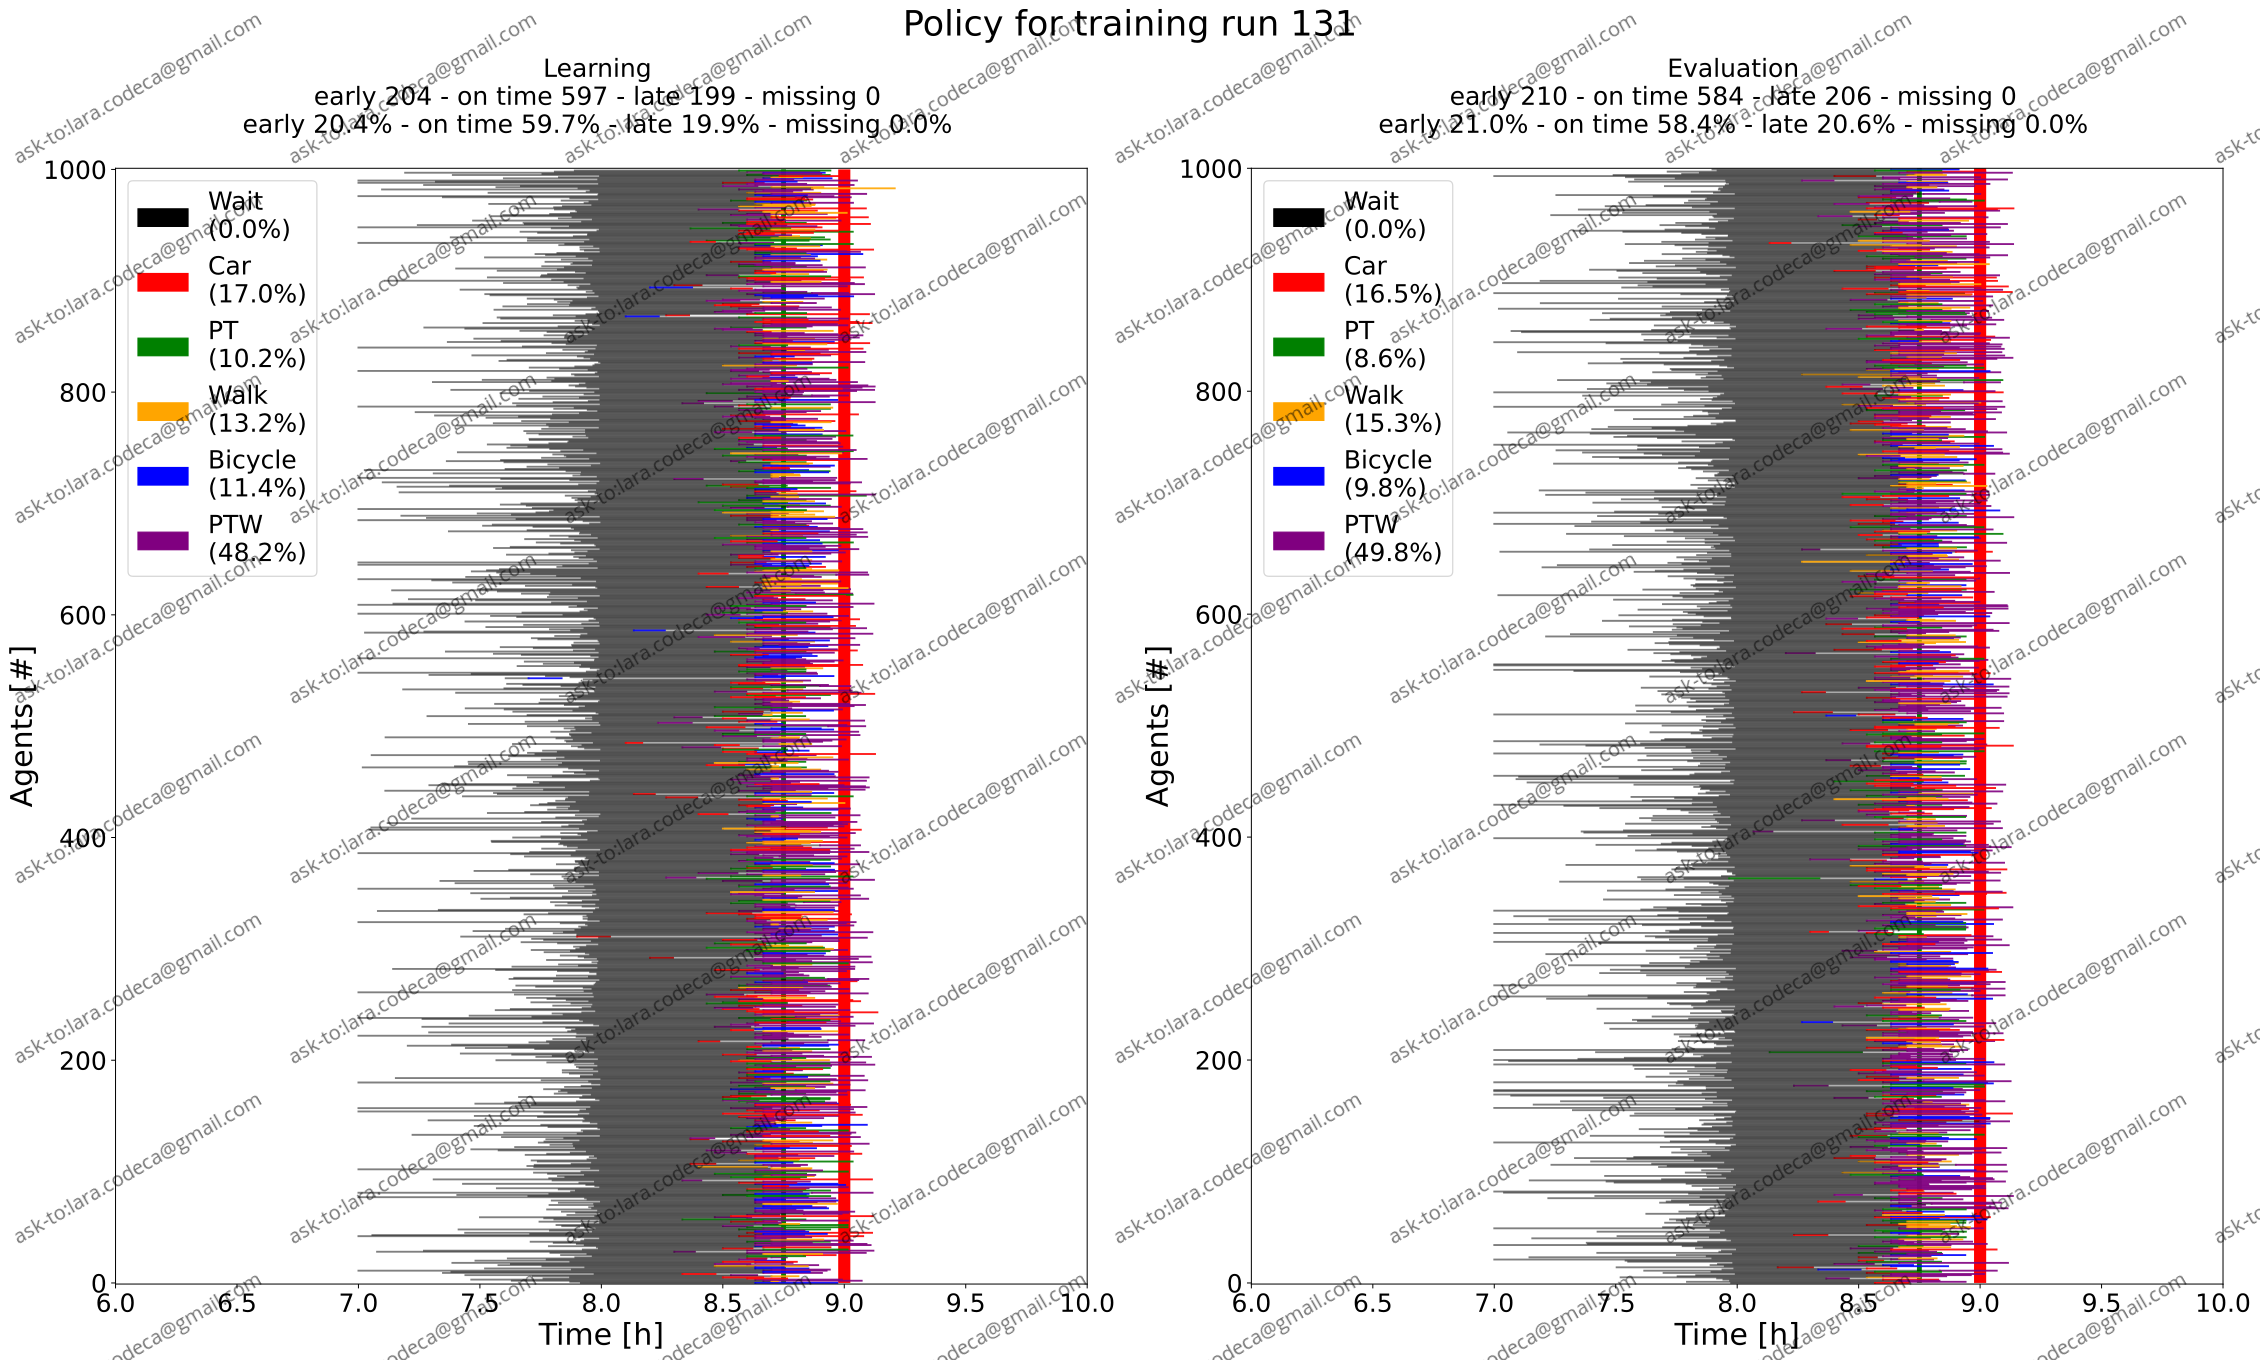 Policy for training run 131
Learning
early 204 - on time 597 - late 199 - missing 0
early 20.4% - on time 59.7% - late 19.9% - missing 0.0%
Wait
(0.0%)
Car
(17.0%)
PT
(10.2%)
Walk
(13.2%)
Bicycle
(11.4%)
PTW
(48.2%)
Agents [#]
1000
800
600
400
200
0
6.0 6.5 7.0 7.5 8.0 8.5 9.0 9.5 10.0
Time [h]
Evaluation
early 210 - on time 584 - late 206 - missing 0
early 21.0% - on time 58.4% - late 20.6% - missing 0.0%
Wait
(0.0%)
Car
(16.5%)
PT
(8.6%)
Walk
(15.3%)
Bicycle
(9.8%)
PTW
(49.8%)
Agents [#]
1000
800
600
400
200
0
6.0 6.5 7.0 7.5 8.0 8.5 9.0 9.5 10.0
Time [h]
ask-to:lara.codeca@gmail.com